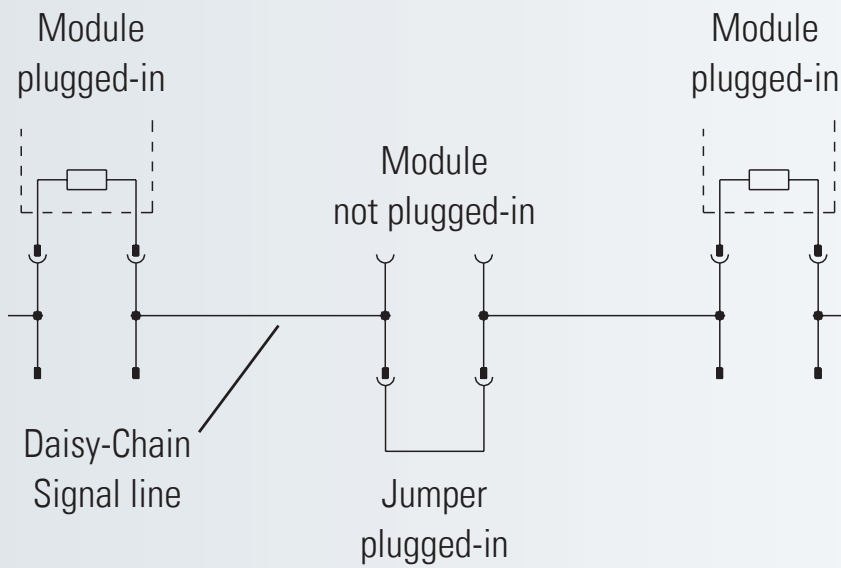 Module
plugged-in
Module
plugged-in
Module
not plugged-in
Daisy-Chain
Signal line
Jumper
plugged-in